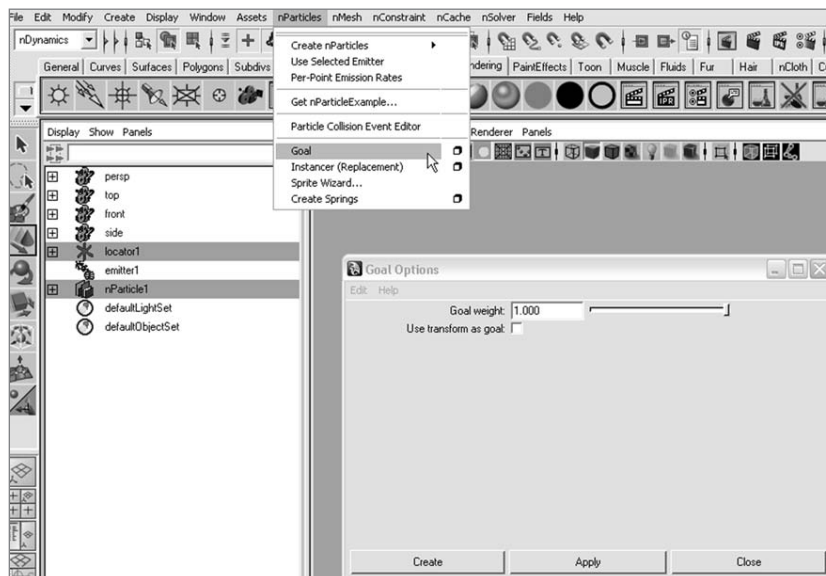 File Edit Modify Create Display Window Assets nParticles nMesh nConstraint nCache nSolver Fields Help
nDynamics
General Curves Surfaces Polygons Subdivs
PaintEffects Toon Muscle Fluids Fur Hair nCloth
Create nParticles
Use Selected Emitter
Per-Point Emission Rates
Get nParticleExample...
Particle Collision Event Editor
Goal
Instancer (Replacement)
Sprite Wizard...
Create Springs
Display Show Panels
Renderer Panels
IPR
persp
top
front
side
locator1
emitter1
nParticle1
defaultLightSet
defaultObjectSet
Goal Options
Edit Help
Goal weight: 1.000
Use transform as goal:
Create Apply Close